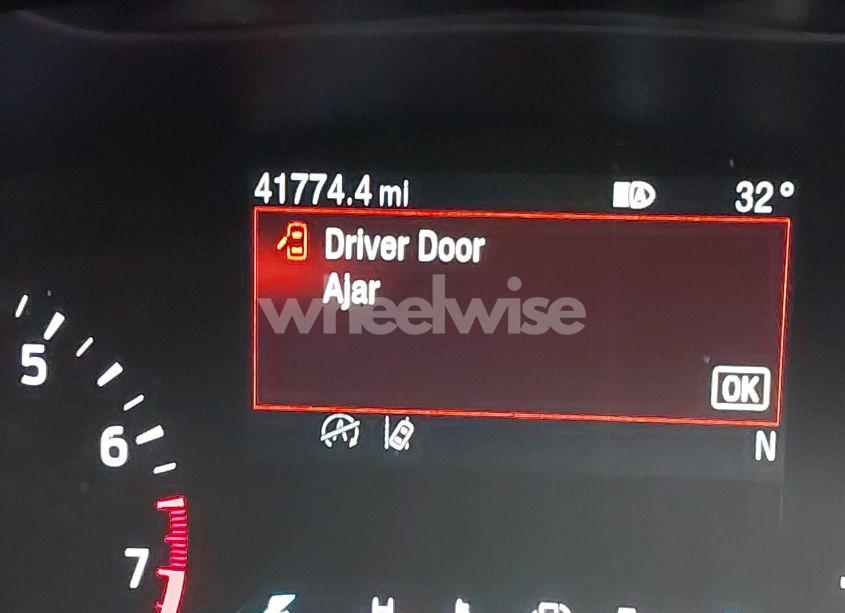 41774.4 mi 32°
Driver Door
Ajar
wheelwise
OK
5
6
N
7
H